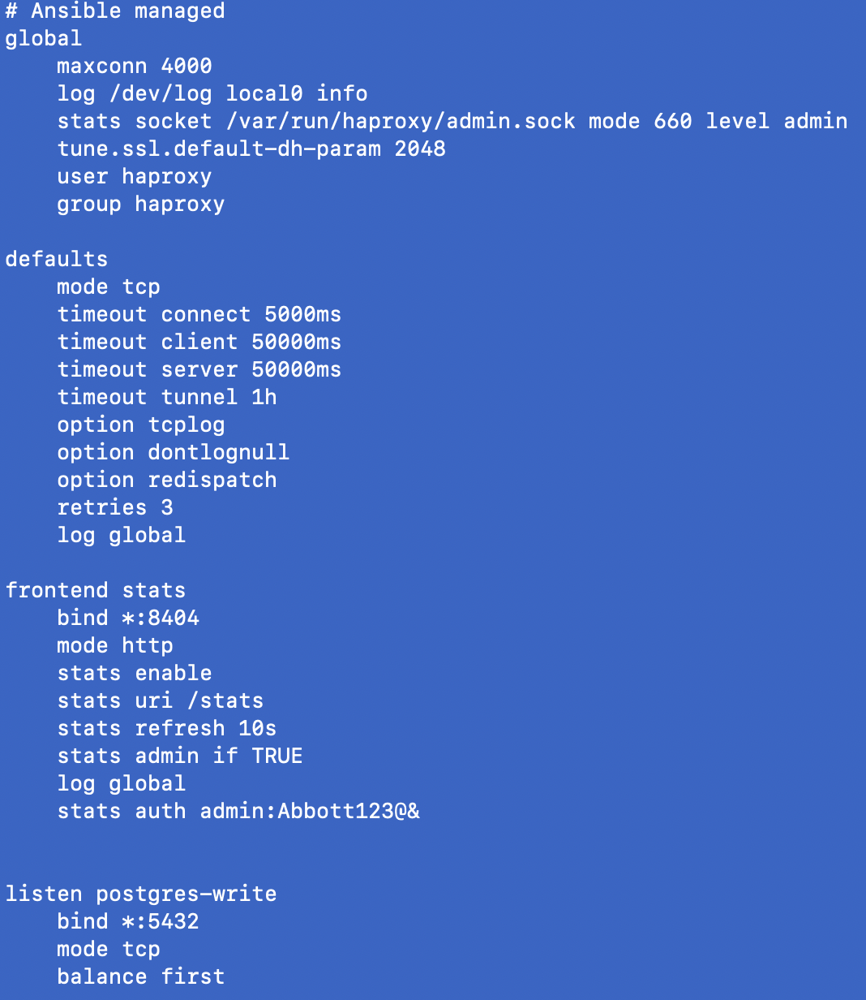 # Ansible managed
global
    maxconn 4000
    log /dev/log local0 info
    stats socket /var/run/haproxy/admin.sock mode 660 level admin
    tune.ssl.default-dh-param 2048
    user haproxy
    group haproxy

defaults
    mode tcp
    timeout connect 5000ms
    timeout client 50000ms
    timeout server 50000ms
    timeout tunnel 1h
    option tcplog
    option dontlognull
    option redispatch
    retries 3
    log global

frontend stats
    bind *:8404
    mode http
    stats enable
    stats uri /stats
    stats refresh 10s
    stats admin if TRUE
    log global
    stats auth admin:Abbott123@&


listen postgres-write
    bind *:5432
    mode tcp
    balance first